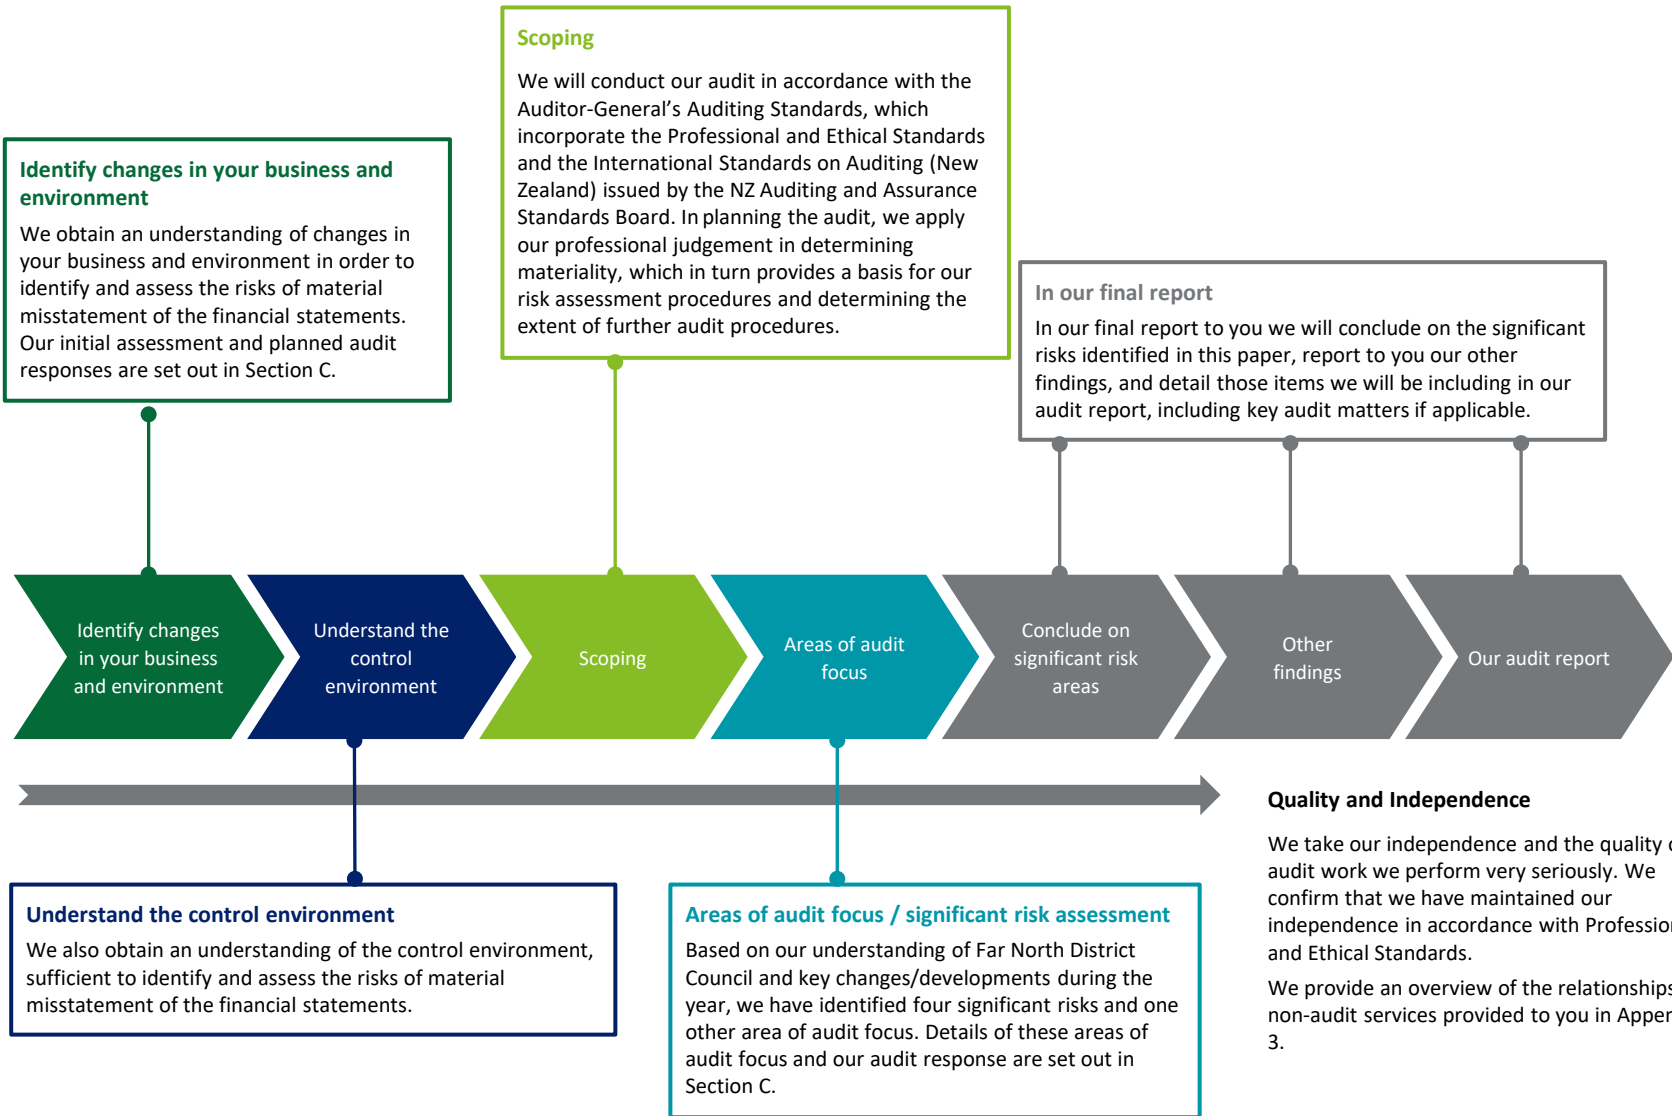 Scoping
We will conduct our audit in accordance with the
Auditor-General’s Auditing Standards, which
incorporate the Professional and Ethical Standards
and the International Standards on Auditing (New
Zealand) issued by the NZ Auditing and Assurance
Standards Board. In planning the audit, we apply
our professional judgement in determining
materiality, which in turn provides a basis for our
risk assessment procedures and determining the
extent of further audit procedures.
Identify changes in your business and
environment
We obtain an understanding of changes in
your business and environment in order to
identify and assess the risks of material
misstatement of the financial statements.
Our initial assessment and planned audit
responses are set out in Section C.
In our final report
In our final report to you we will conclude on the significant
risks identified in this paper, report to you our other
findings, and detail those items we will be including in our
audit report, including key audit matters if applicable.
Identify changes
in your business
and environment
Understand the
control
environment
Scoping
Areas of audit
focus
Conclude on
significant risk
areas
Other
findings
Our audit report
Understand the control environment
We also obtain an understanding of the control environment,
sufficient to identify and assess the risks of material
misstatement of the financial statements.
Areas of audit focus / significant risk assessment
Based on our understanding of Far North District
Council and key changes/developments during the
year, we have identified four significant risks and one
other area of audit focus. Details of these areas of
audit focus and our audit response are set out in
Section C.
Quality and Independence
We take our independence and the quality
audit work we perform very seriously. We
confirm that we have maintained our
independence in accordance with
and Ethical Standards.
We provide an overview of the relationships
non-audit services provided to you in
3.